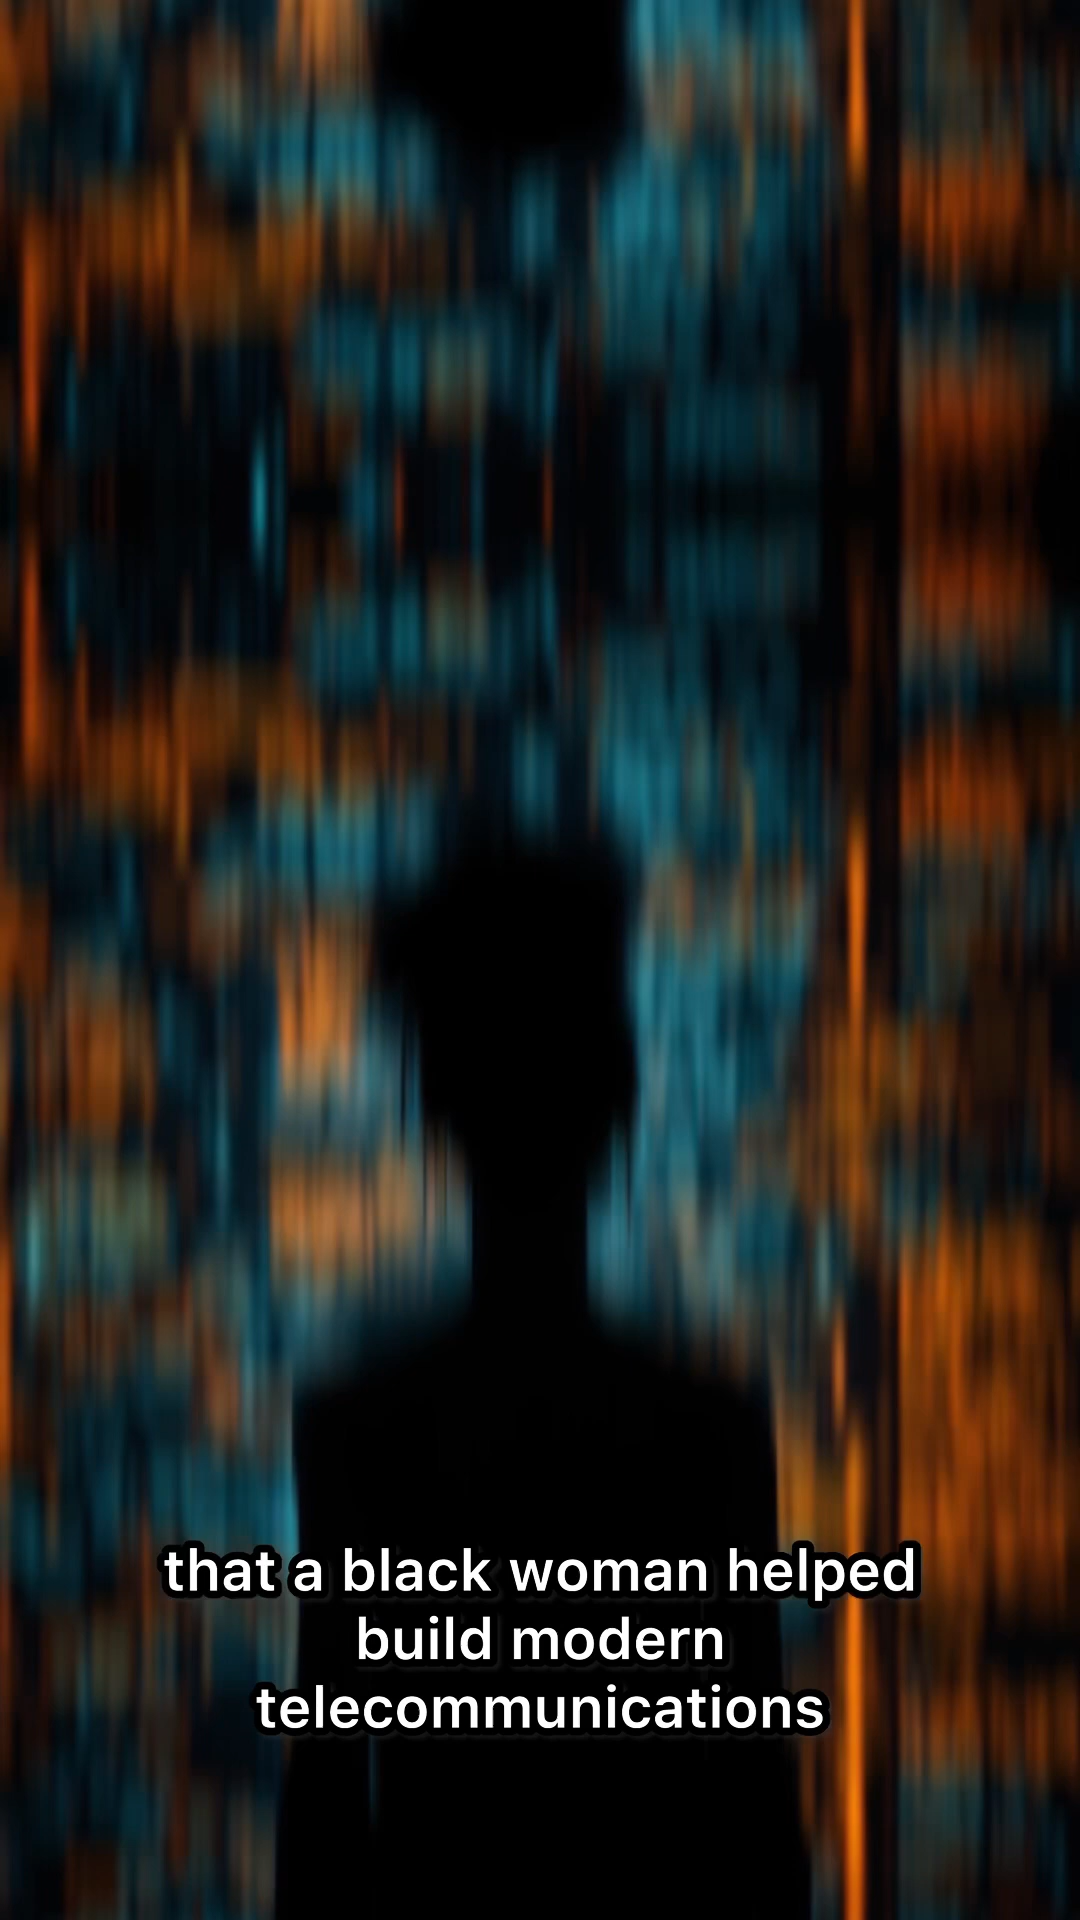 that a black woman helped
build modern
telecommunications